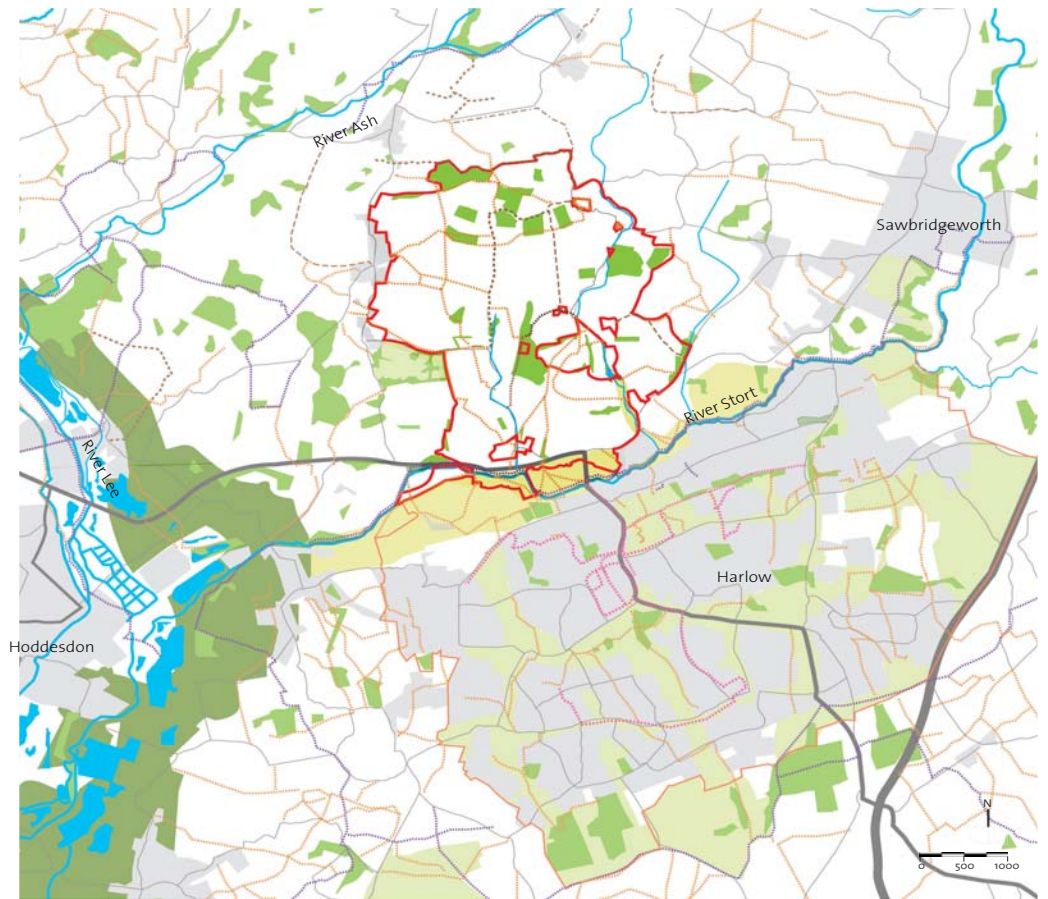 River Ash
Sawbridgeworth
River Stort
River Lee
Harlow
Hoddesdon
N
0 500 1000